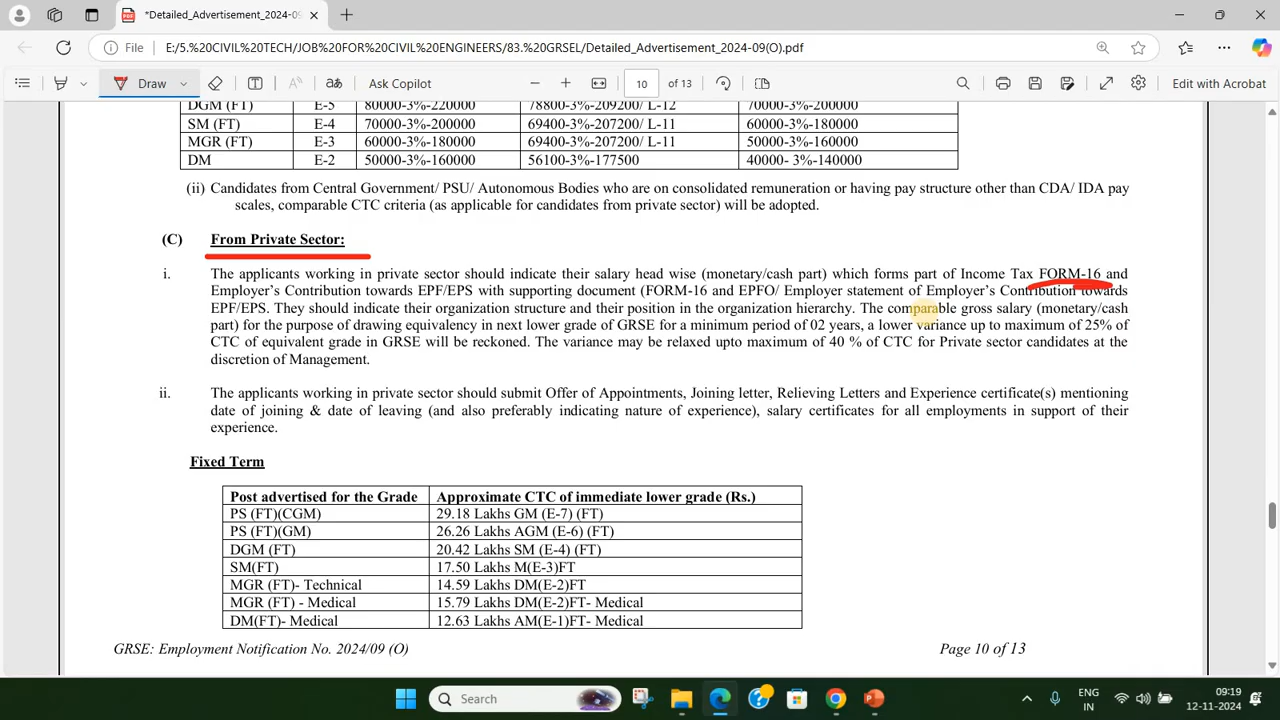 *Detailed_Advertisement_2024-09
File
E:/5.%20CIVIL%20TECH/JOB%20FOR%20CIVIL%20ENGINEERS/83.%20GRSEL/Detailed_Advertisement_2024-09(O).pdf
Draw
Ask Copilot
10
of 13
Edit with Acrobat
DGM (FT) E-5 80000-3%-220000 78800-3%-209200/ L-12 70000-3%-200000
SM (FT) E-4 70000-3%-200000 69400-3%-207200/ L-11 60000-3%-180000
MGR (FT) E-3 60000-3%-180000 69400-3%-207200/ L-11 50000-3%-160000
DM E-2 50000-3%-160000 56100-3%-177500 40000- 3%-140000
(ii) Candidates from Central Government/ PSU/ Autonomous Bodies who are on consolidated remuneration or having pay structure other than CDA/ IDA pay
scales, comparable CTC criteria (as applicable for candidates from private sector) will be adopted.
(C) From Private Sector:
i. The applicants working in private sector should indicate their salary head wise (monetary/cash part) which forms part of Income Tax FORM-16 and
Employer's Contribution towards EPF/EPS with supporting document (FORM-16 and EPFO/ Employer statement of Employer's Contribution towards
EPF/EPS. They should indicate their organization structure and their position in the organization hierarchy. The comparable gross salary (monetary/cash
part) for the purpose of drawing equivalency in next lower grade of GRSE for a minimum period of 02 years, a lower variance up to maximum of 25% of
CTC of equivalent grade in GRSE will be reckoned. The variance may be relaxed upto maximum of 40 % of CTC for Private sector candidates at the
discretion of Management.
ii. The applicants working in private sector should submit Offer of Appointments, Joining letter, Relieving Letters and Experience certificate(s) mentioning
date of joining & date of leaving (and also preferably indicating nature of experience), salary certificates for all employments in support of their
experience.
Fixed Term
Post advertised for the Grade Approximate CTC of immediate lower grade (Rs.)
PS (FT)(CGM) 29.18 Lakhs GM (E-7) (FT)
PS (FT)(GM) 26.26 Lakhs AGM (E-6) (FT)
DGM (FT) 20.42 Lakhs SM (E-4) (FT)
SM(FT) 17.50 Lakhs M(E-3)FT
MGR (FT)- Technical 14.59 Lakhs DM(E-2)FT
MGR (FT) - Medical 15.79 Lakhs DM(E-2)FT- Medical
DM(FT)- Medical 12.63 Lakhs AM(E-1)FT- Medical
GRSE: Employment Notification No. 2024/09 (O)
Page 10 of 13
Search
ENG
IN
09:19
12-11-2024